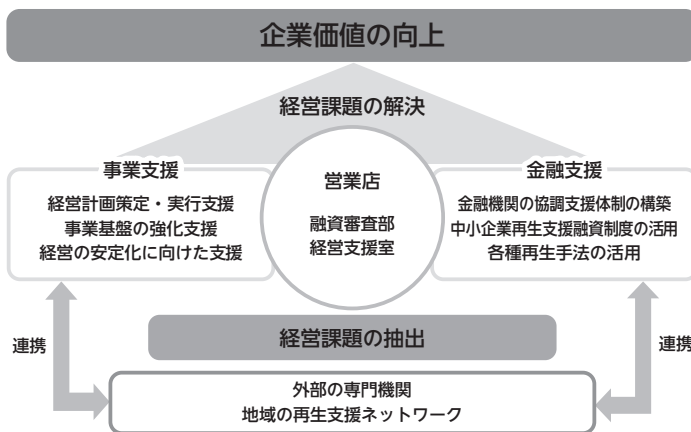 企業価値の向上
経営課題の解決
事業支援
経営計画策定・実行支援
事業基盤の強化支援
経営の安定化に向けた支援
営業店
融資審査部
経営支援室
金融支援
金融機関の協調支援体制の構築
中小企業再生支援融資制度の活用
各種再生手法の活用
連携
経営課題の抽出
連携
外部の専門機関
地域の再生支援ネットワーク